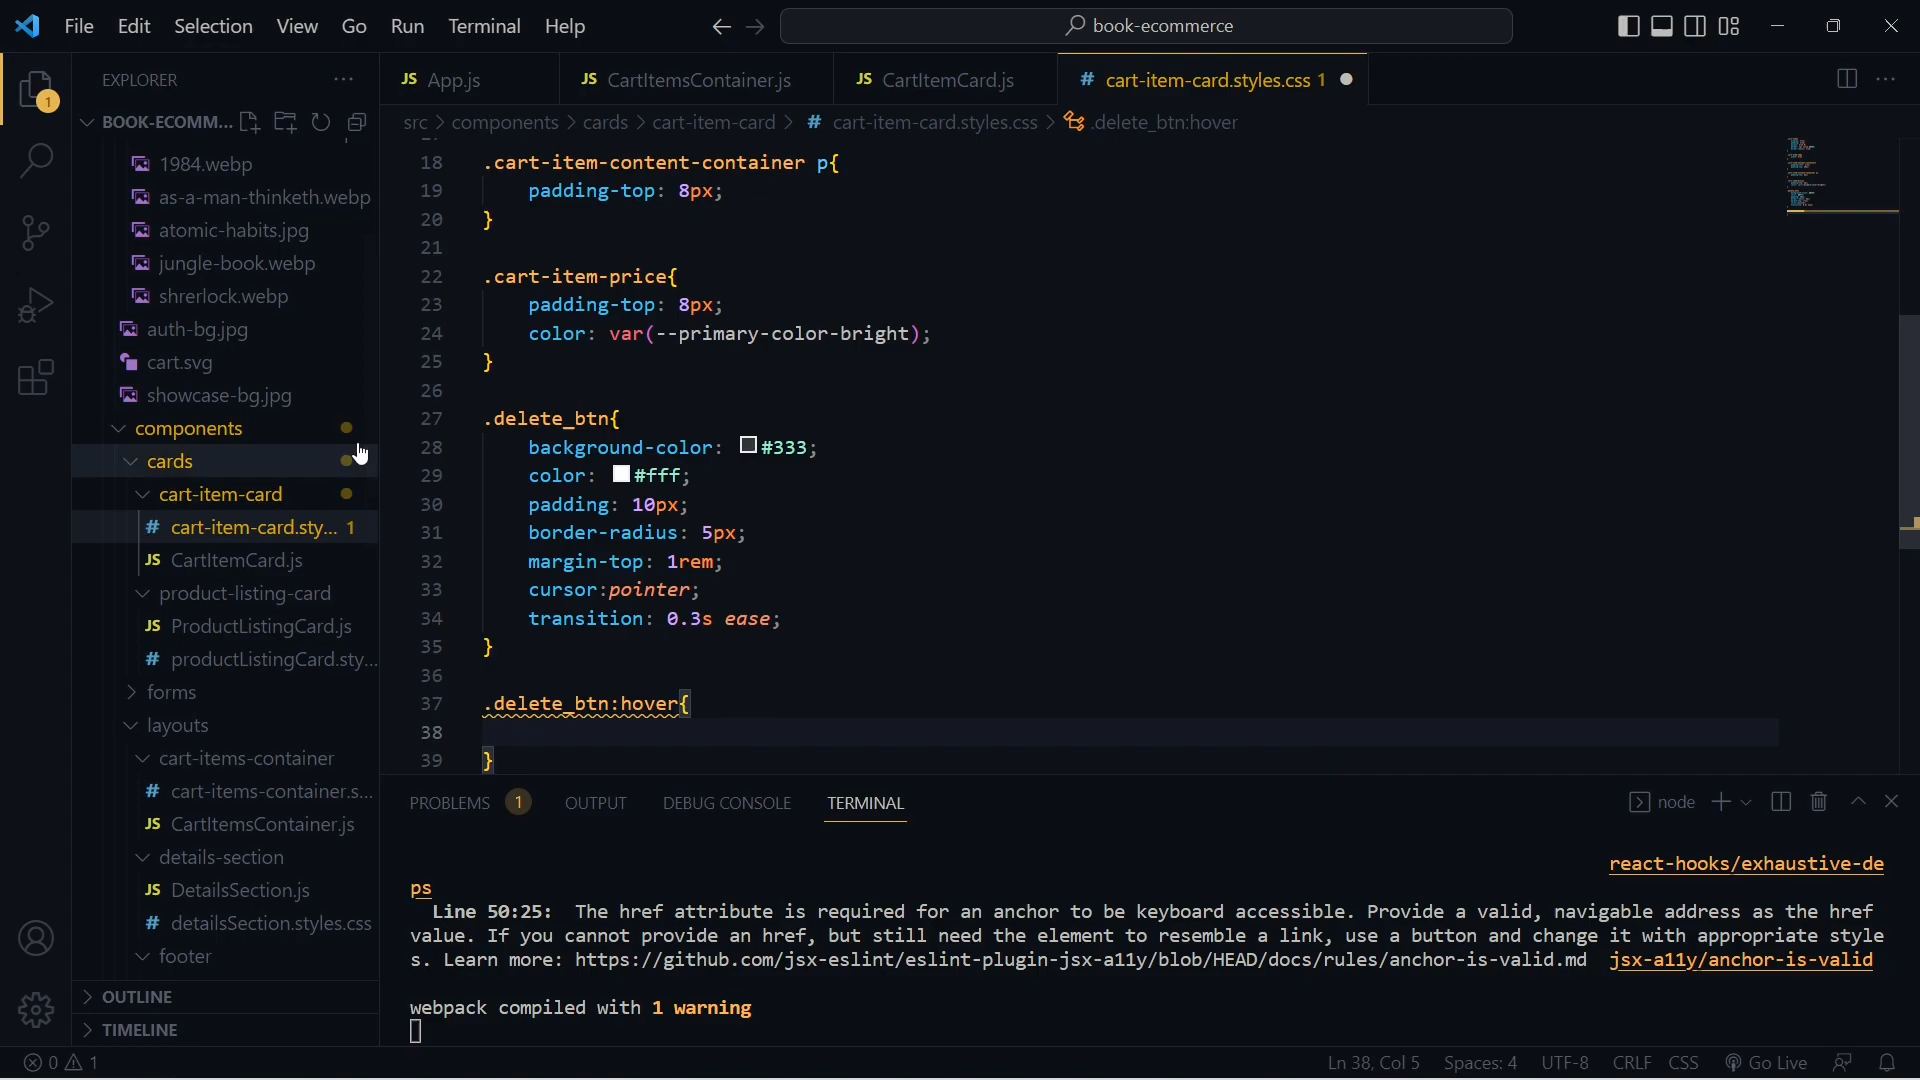 File Edit Selection View Go Run Terminal Help
book-ecommerce
EXPLORER
BOOK-ECOMM...
1984.webp
as-a-man-thinketh.webp
atomic-habits.jpg
jungle-book.webp
shrerlock.webp
auth-bg.jpg
cart.svg
showcase-bg.jpg
components
cards
cart-item-card
# cart-item-card.sty... 1
JS CartItemCard.js
product-listing-card
JS ProductListingCard.js
# productListingCard.sty...
forms
layouts
cart-items-container
# cart-items-container.s...
JS CartItemsContainer.js
details-section
JS DetailsSection.js
# detailsSection.styles.css
footer
OUTLINE
TIMELINE
JS App.js
JS CartItemsContainer.js
JS CartItemCard.js
# cart-item-card.styles.css 1
src > components > cards > cart-item-card > # cart-item-card.styles.css > .delete_btn:hover
18 .cart-item-content-container p{
19 padding-top: 8px;
20 }
21
22 .cart-item-price{
23 padding-top: 8px;
24 color: var(--primary-color-bright);
25 }
26
27 .delete_btn{
28 background-color: #333;
29 color: #fff;
30 padding: 10px;
31 border-radius: 5px;
32 margin-top: 1rem;
33 cursor:pointer;
34 transition: 0.3s ease;
35 }
36
37 .delete_btn:hover{
38
39 }
PROBLEMS 1 OUTPUT DEBUG CONSOLE TERMINAL
node
react-hooks/exhaustive-de
ps
Line 50:25: The href attribute is required for an anchor to be keyboard accessible. Provide a valid, navigable address as the href
value. If you cannot provide an href, but still need the element to resemble a link, use a button and change it with appropriate style
s. Learn more: https://github.com/jsx-eslint/eslint-plugin-jsx-a11y/blob/HEAD/docs/rules/anchor-is-valid.md jsx-a11y/anchor-is-valid
webpack compiled with 1 warning
0 1
Ln 38, Col 5 Spaces: 4 UTF-8 CRLF CSS Go Live
1